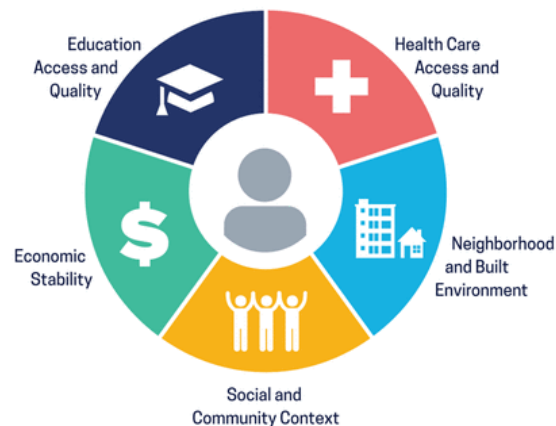 Education
Access and
Quality
Health Care
Access and
Quality
$
Economic
Stability
Neighborhood
and Built
Environment
Social and
Community Context